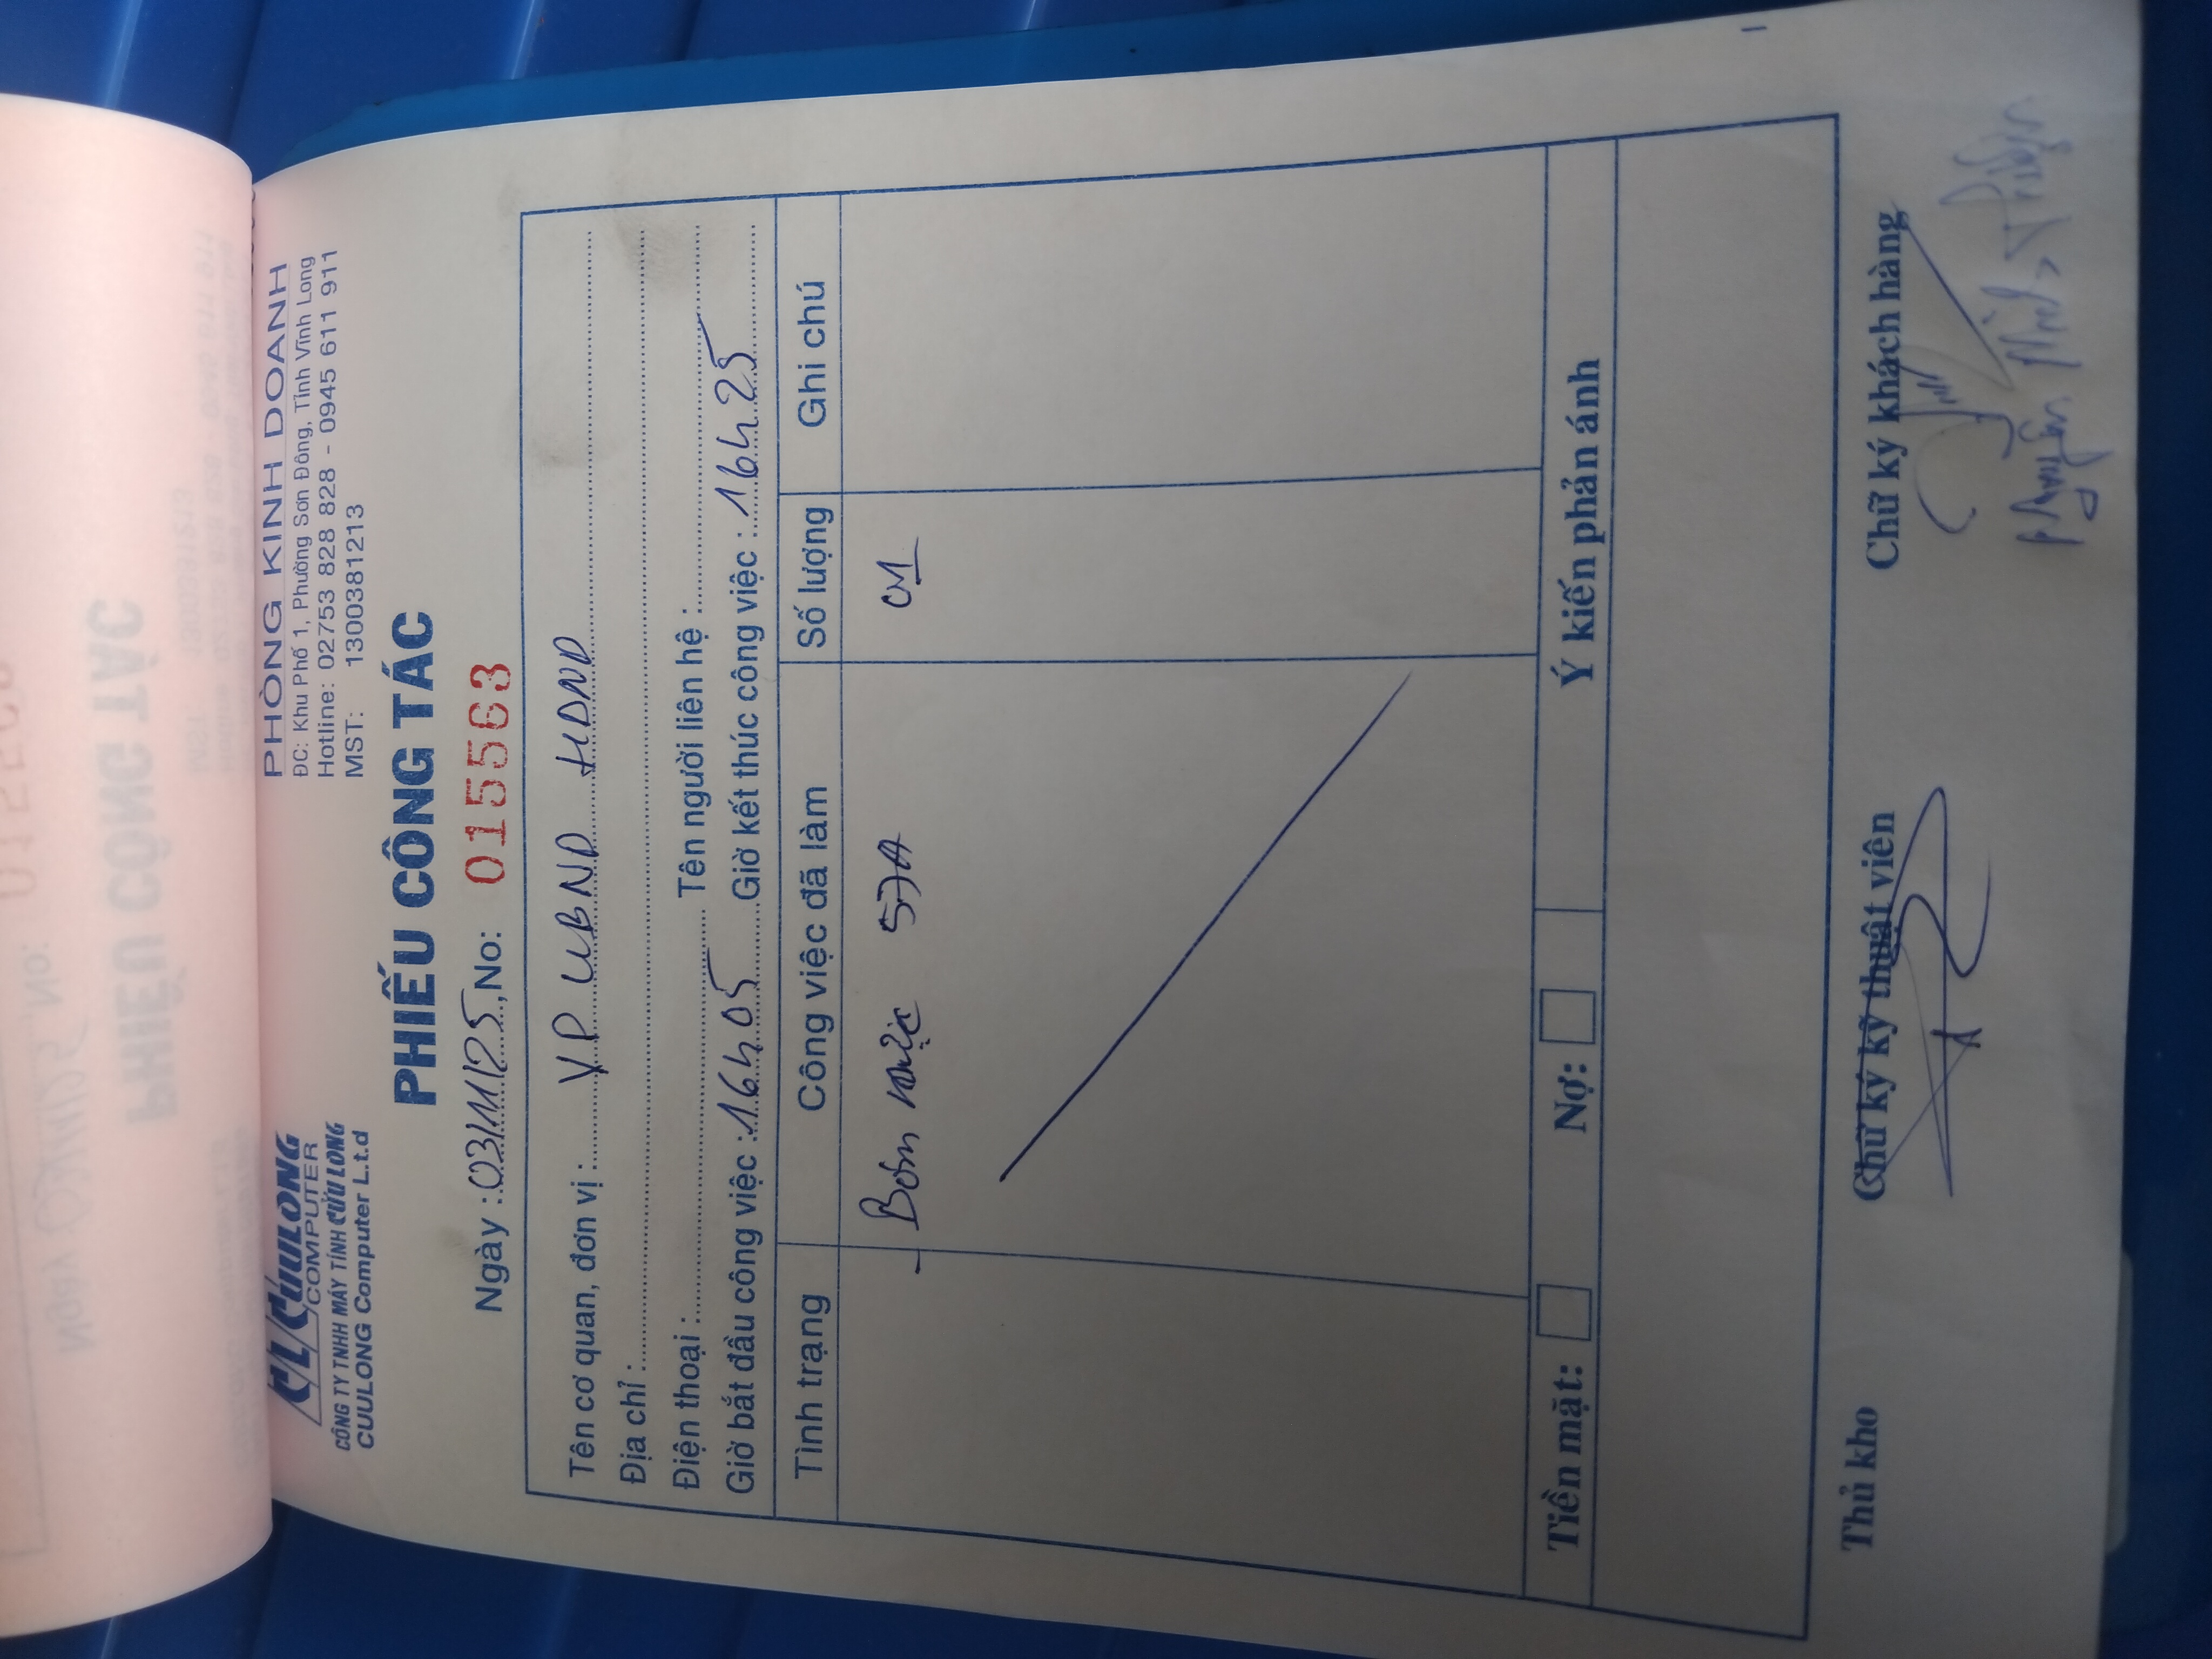 CL CỬULONG
COMPUTER
CÔNG TY TNHH MÁY TÍNH CỬU LONG
CUULONG Computer L.t.d
PHÒNG KINH DOANH
ĐC: Khu Phố 1, Phường Sơn Đông, Tỉnh Vĩnh Long
Hotline: 02753 828 828 - 0945 611 911
MST: 1300381213
PHIẾU CÔNG TÁC
Ngày : 03/11/25, No: 015563
Tên cơ quan, đơn vị : VP UBND HĐND
Địa chỉ :
Điện thoại : Tên người liên hệ :
Giờ bắt đầu công việc : 16h05 Giờ kết thúc công việc : 16h25
Tình trạng Công việc đã làm Số lượng Ghi chú
- Bơm mực 57A
Tiền mặt: Nợ: Ý kiến phản ánh
Thủ kho Chữ ký kỹ thuật viên Chữ ký khách hàng
Nguyễn